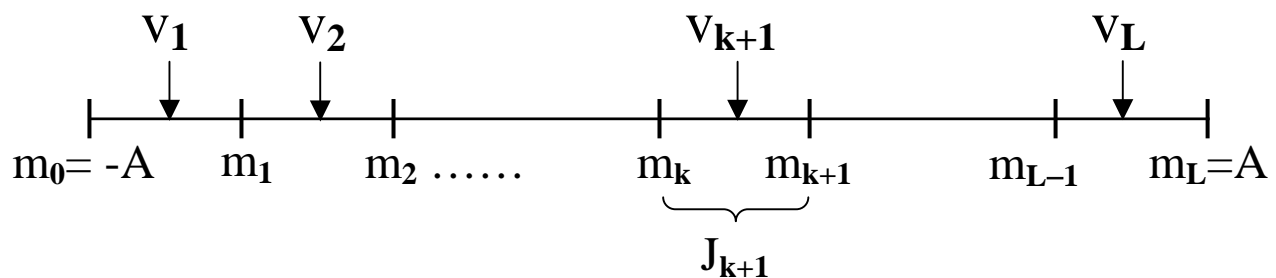 v1 v2 vk+1 vL
m0= -A m1 m2 …… mk mk+1 mL−1 mL=A
Jk+1